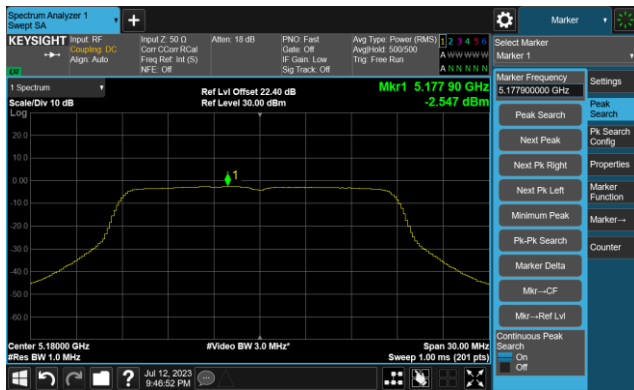 Spectrum Analyzer 1
Swept SA
Marker
KEYSIGHT
Input: RF
Coupling: DC
Align: Auto
Input Z: 50 Ω
Corr CCorr RCal
Freq Ref: Int (S)
NFE: Off
Atten: 18 dB
PNO: Fast
Gate: Off
IF Gain: Low
Sig Track: Off
Avg Type: Power (RMS)
Avg|Hold: 500/500
Trig: Free Run
1 2 3 4 5 6
A W W W W W
A N N N N N
Select Marker
Marker 1
1 Spectrum
Scale/Div 10 dB
Log
Ref Lvl Offset 22.40 dB
Ref Level 30.00 dBm
Mkr1 5.177 90 GHz
-2.547 dBm
20.0
10.0
0.00
-10.0
-20.0
-30.0
-40.0
-50.0
-60.0
1
Center 5.18000 GHz
#Res BW 1.0 MHz
#Video BW 3.0 MHz*
Span 30.00 MHz
Sweep 1.00 ms (201 pts)
Marker Frequency
5.177900000 GHz
Peak Search
Next Peak
Next Pk Right
Next Pk Left
Minimum Peak
Pk-Pk Search
Marker Delta
Mkr→CF
Mkr→Ref Lvl
Continuous Peak
Search
On
Off
Settings
Peak
Search
Pk Search
Config
Properties
Marker
Function
Marker→
Counter
Jul 12, 2023
9:46:52 PM